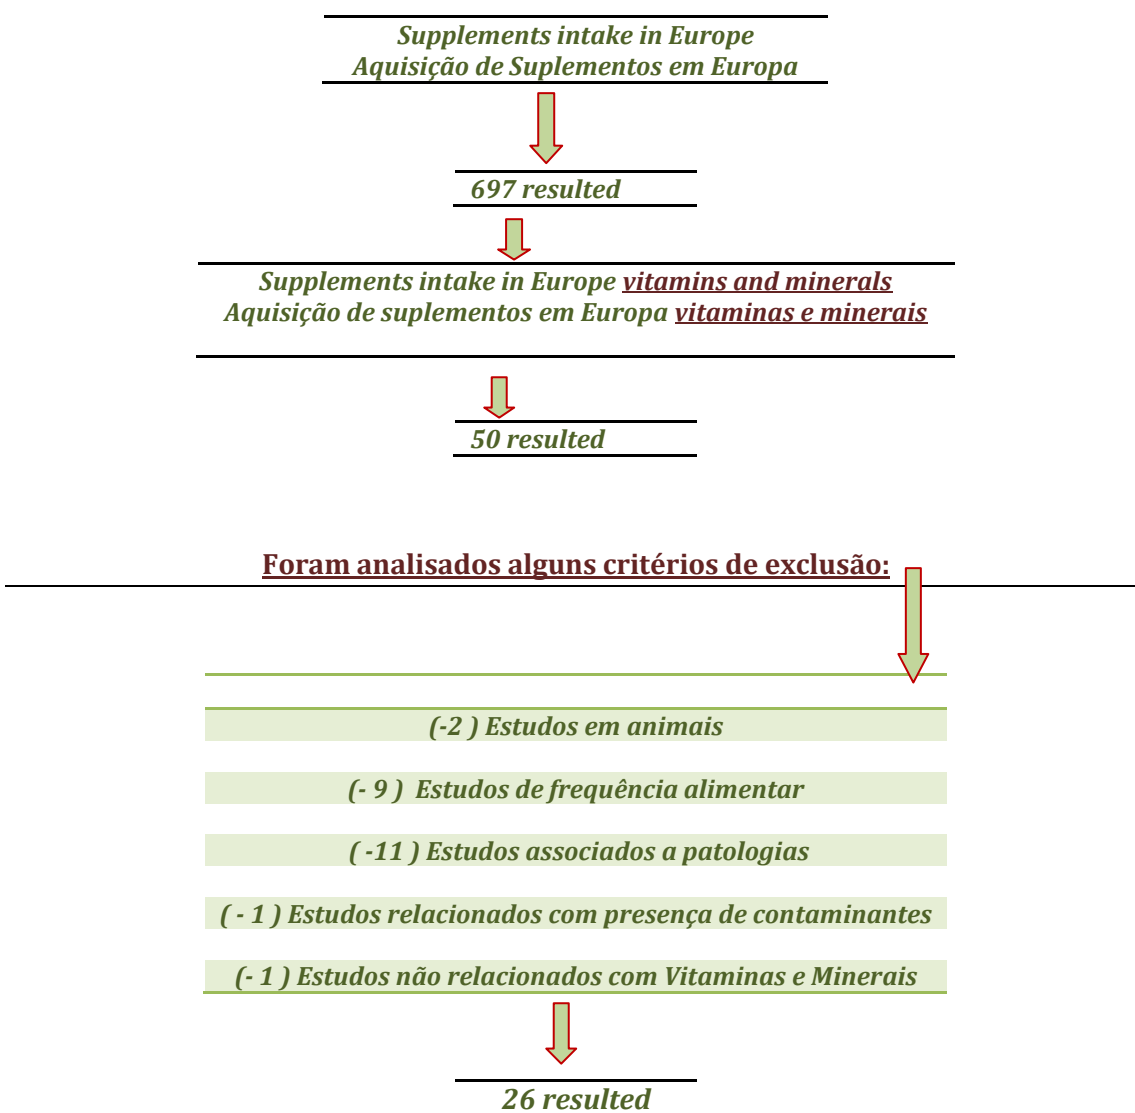 Supplements intake in Europe
Aquisição de Suplementos em Europa
697 resulted
Supplements intake in Europe vitamins and minerals
Aquisição de suplementos em Europa vitaminas e minerais
50 resulted
Foram analisados alguns critérios de exclusão:
(-2 ) Estudos em animais
(- 9 ) Estudos de frequência alimentar
( -11 ) Estudos associados a patologias
( - 1 ) Estudos relacionados com presença de contaminantes
(- 1 ) Estudos não relacionados com Vitaminas e Minerais
26 resulted